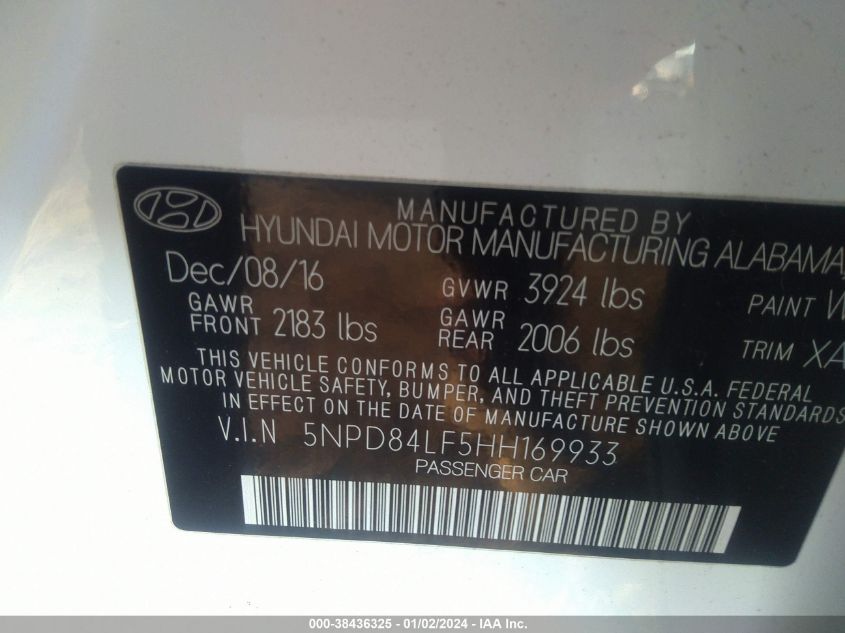 MANUFACTURED BY
HYUNDAI MOTOR MANUFACTURING ALABAMA,
Dec/08/16 GVWR 3924 lbs PAINT W
GAWR FRONT 2183 lbs GAWR REAR 2006 lbs TRIM XA
THIS VEHICLE CONFORMS TO ALL APPLICABLE U.S.A. FEDERAL
MOTOR VEHICLE SAFETY, BUMPER, AND THEFT PREVENTION STANDARDS
IN EFFECT ON THE DATE OF MANUFACTURE SHOWN ABOVE
V.I.N 5NPD84LF5HH169933
PASSENGER CAR
000-38436325 - 01/02/2024 - IAA Inc.